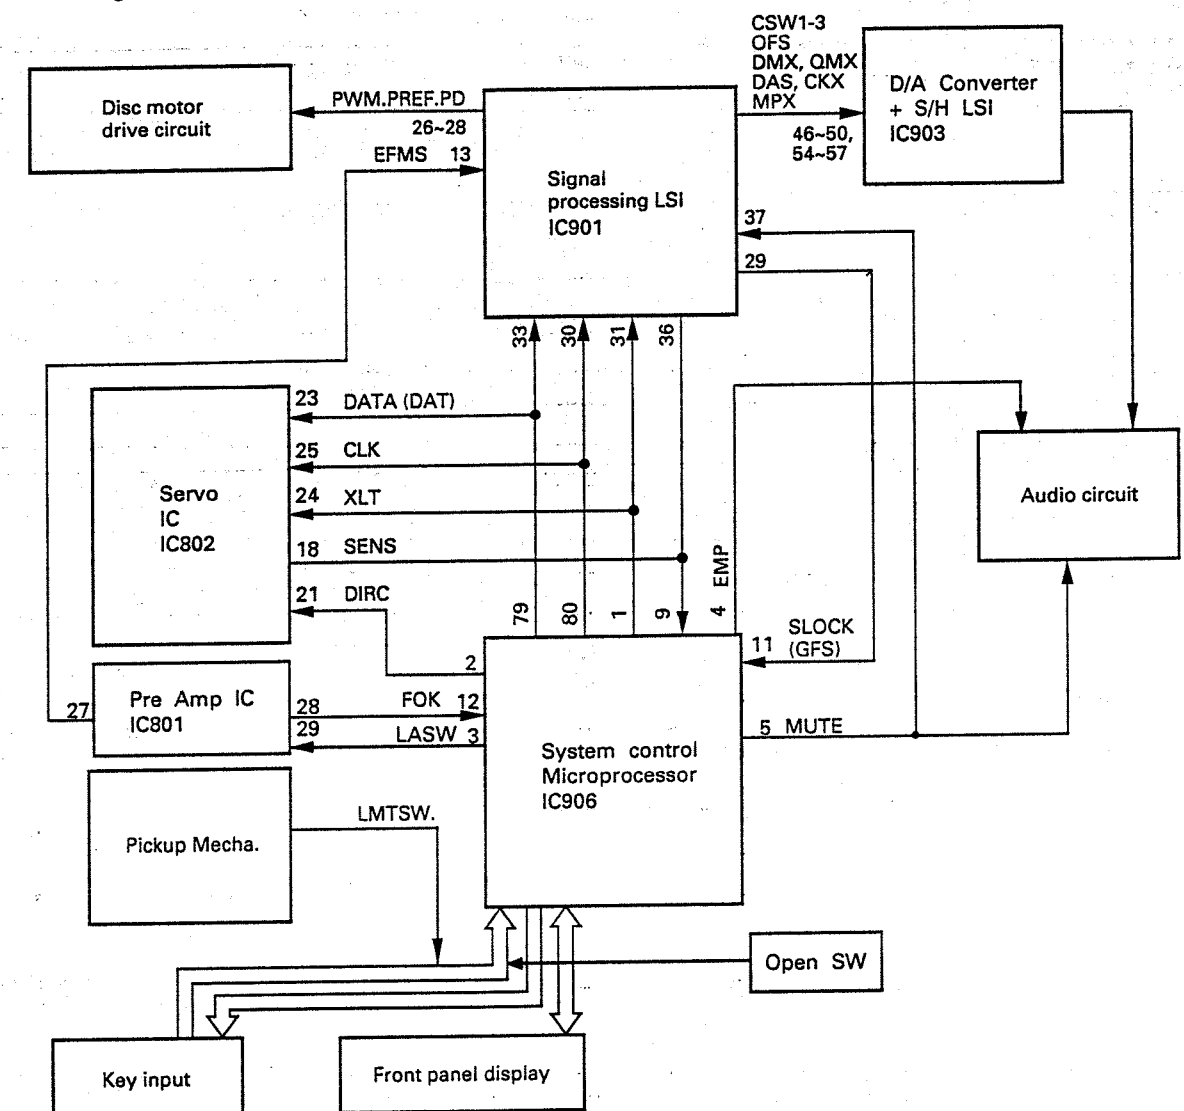 CSW1-3
OFS
DMX, QMX
DAS, CKX
MPX
46~50,
54~57
D/A Converter
+ S/H LSI
IC903
Disc motor
drive circuit
PWM.PREF.PD
26~28
EFMS 13
Signal
processing LSI
IC901
37
29
33
30
31
36
23 DATA (DAT)
25 CLK
24 XLT
18 SENS
21 DIRC
Servo
IC
IC802
Audio circuit
79
80
1
9
4 EMP
11 SLOCK
(GFS)
2
27
Pre Amp IC
IC801
28 FOK 12
29 LASW 3
5 MUTE
System control
Microprocessor
IC906
LMTSW.
Pickup Mecha.
Open SW
Key input
Front panel display